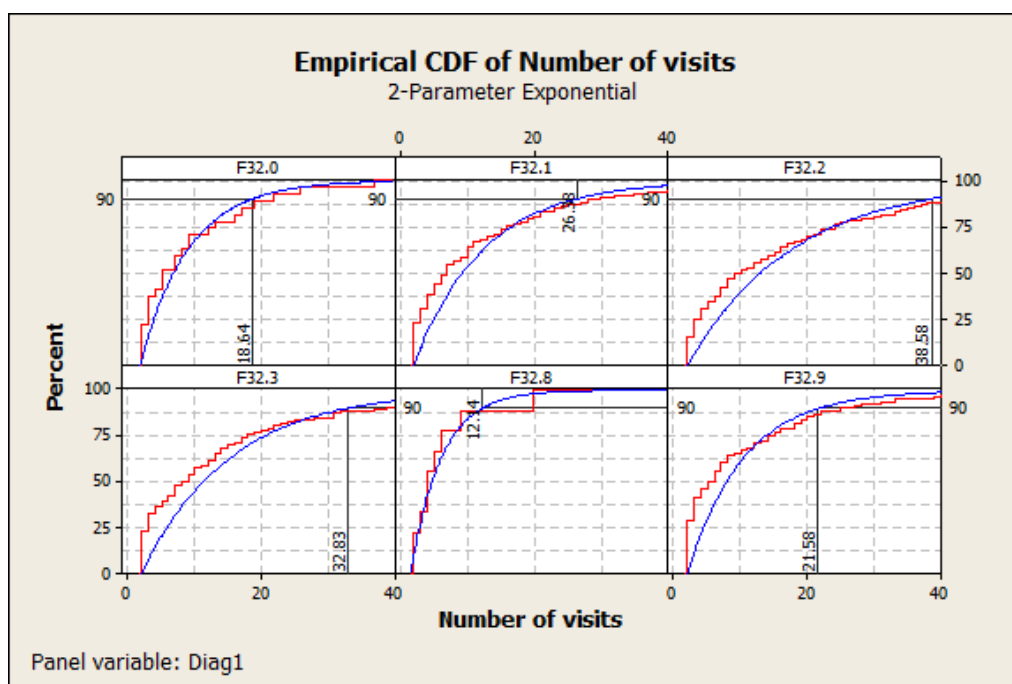 Empirical CDF of Number of visits
2-Parameter Exponential
0 20 40
F32.0 F32.1 F32.2
90 90 90 100
75
50
25
0
18.64 38.58
Percent
F32.3 F32.8 F32.9
100 90 90 90
75
50
25
0
32.83 21.58
0 20 40 0 20 40
Number of visits
Panel variable: Diag1